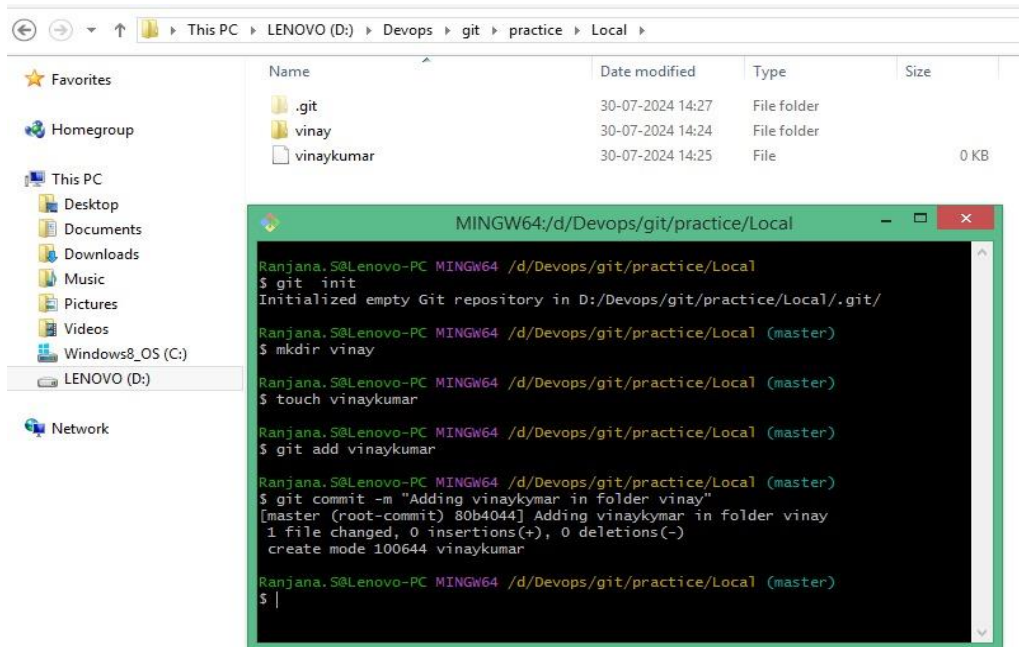 This PC LENOVO (D:) Devops git practice Local
Favorites
Homegroup
This PC
Desktop
Documents
Downloads
Music
Pictures
Videos
Windows8_OS (C:)
LENOVO (D:)
Network
Name Date modified Type Size
.git 30-07-2024 14:27 File folder
vinay 30-07-2024 14:24 File folder
vinaykumar 30-07-2024 14:25 File 0 KB
MINGW64:/d/Devops/git/practice/Local
Ranjana.S@Lenovo-PC MINGW64 /d/Devops/git/practice/Local
$ git  init
Initialized empty Git repository in D:/Devops/git/practice/Local/.git/
Ranjana.S@Lenovo-PC MINGW64 /d/Devops/git/practice/Local (master)
$ mkdir vinay
Ranjana.S@Lenovo-PC MINGW64 /d/Devops/git/practice/Local (master)
$ touch vinaykumar
Ranjana.S@Lenovo-PC MINGW64 /d/Devops/git/practice/Local (master)
$ git add vinaykumar
Ranjana.S@Lenovo-PC MINGW64 /d/Devops/git/practice/Local (master)
$ git commit -m "Adding vinaykymar in folder vinay"
[master (root-commit) 80b4044] Adding vinaykymar in folder vinay
 1 file changed, 0 insertions(+), 0 deletions(-)
 create mode 100644 vinaykumar
Ranjana.S@Lenovo-PC MINGW64 /d/Devops/git/practice/Local (master)
$